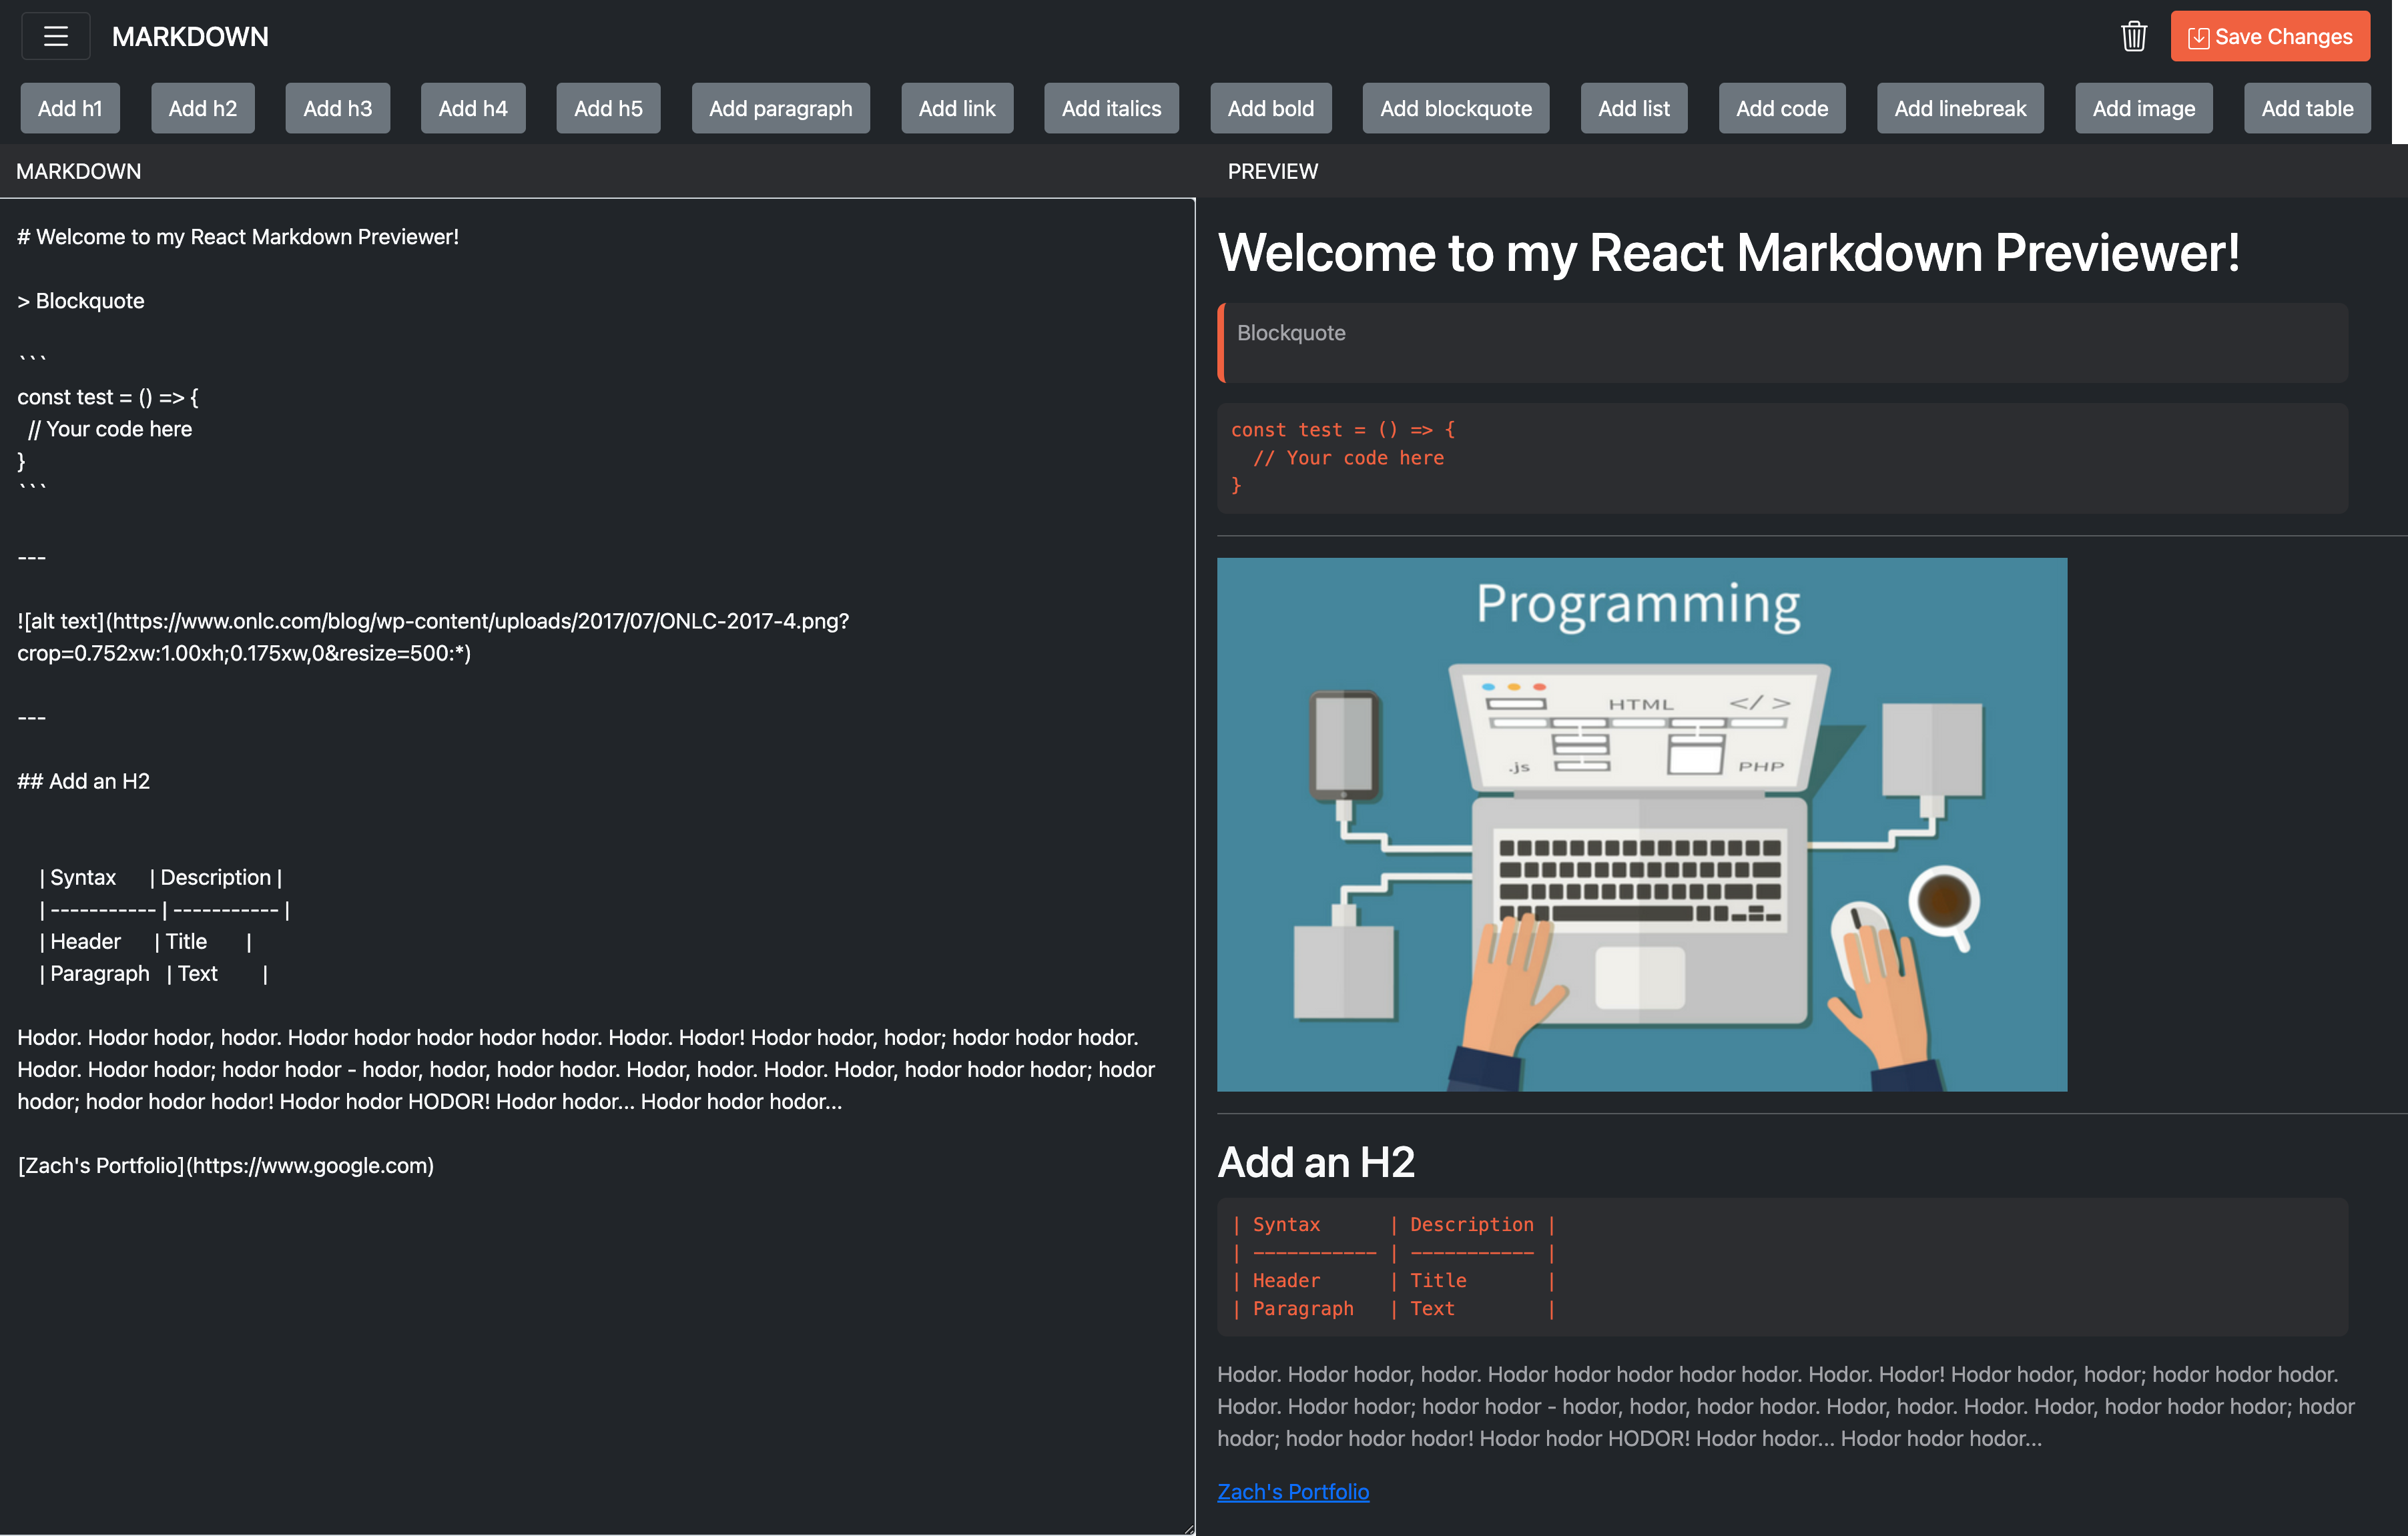 MARKDOWN
Save Changes
Add h1 Add h2 Add h3 Add h4 Add h5 Add paragraph Add link Add italics Add bold Add blockquote Add list Add code Add linebreak Add image Add table
MARKDOWN
# Welcome to my React Markdown Previewer!
> Blockquote
```
const test = () => {
  // Your code here
}
```
---
![alt text](https://www.onlc.com/blog/wp-content/uploads/2017/07/ONLC-2017-4.png?
crop=0.752xw:1.00xh;0.175xw,0&resize=500:*)
---
## Add an H2
    | Syntax      | Description |
    | ----------- | ----------- |
    | Header      | Title       |
    | Paragraph   | Text        |
Hodor. Hodor hodor, hodor. Hodor hodor hodor hodor hodor. Hodor. Hodor! Hodor hodor, hodor; hodor hodor hodor.
Hodor. Hodor hodor; hodor hodor - hodor, hodor, hodor hodor. Hodor, hodor. Hodor. Hodor, hodor hodor hodor; hodor
hodor; hodor hodor hodor! Hodor hodor HODOR! Hodor hodor... Hodor hodor hodor...
[Zach's Portfolio](https://www.google.com)
PREVIEW
Welcome to my React Markdown Previewer!
Blockquote
const test = () => {
  // Your code here
}
Programming
HTML </>
.js PHP
Add an H2
| Syntax      | Description |
| ----------- | ----------- |
| Header      | Title       |
| Paragraph   | Text        |
Hodor. Hodor hodor, hodor. Hodor hodor hodor hodor hodor. Hodor. Hodor! Hodor hodor, hodor; hodor hodor hodor.
Hodor. Hodor hodor; hodor hodor - hodor, hodor, hodor hodor. Hodor, hodor. Hodor. Hodor, hodor hodor hodor; hodor
hodor; hodor hodor hodor! Hodor hodor HODOR! Hodor hodor... Hodor hodor hodor...
Zach's Portfolio